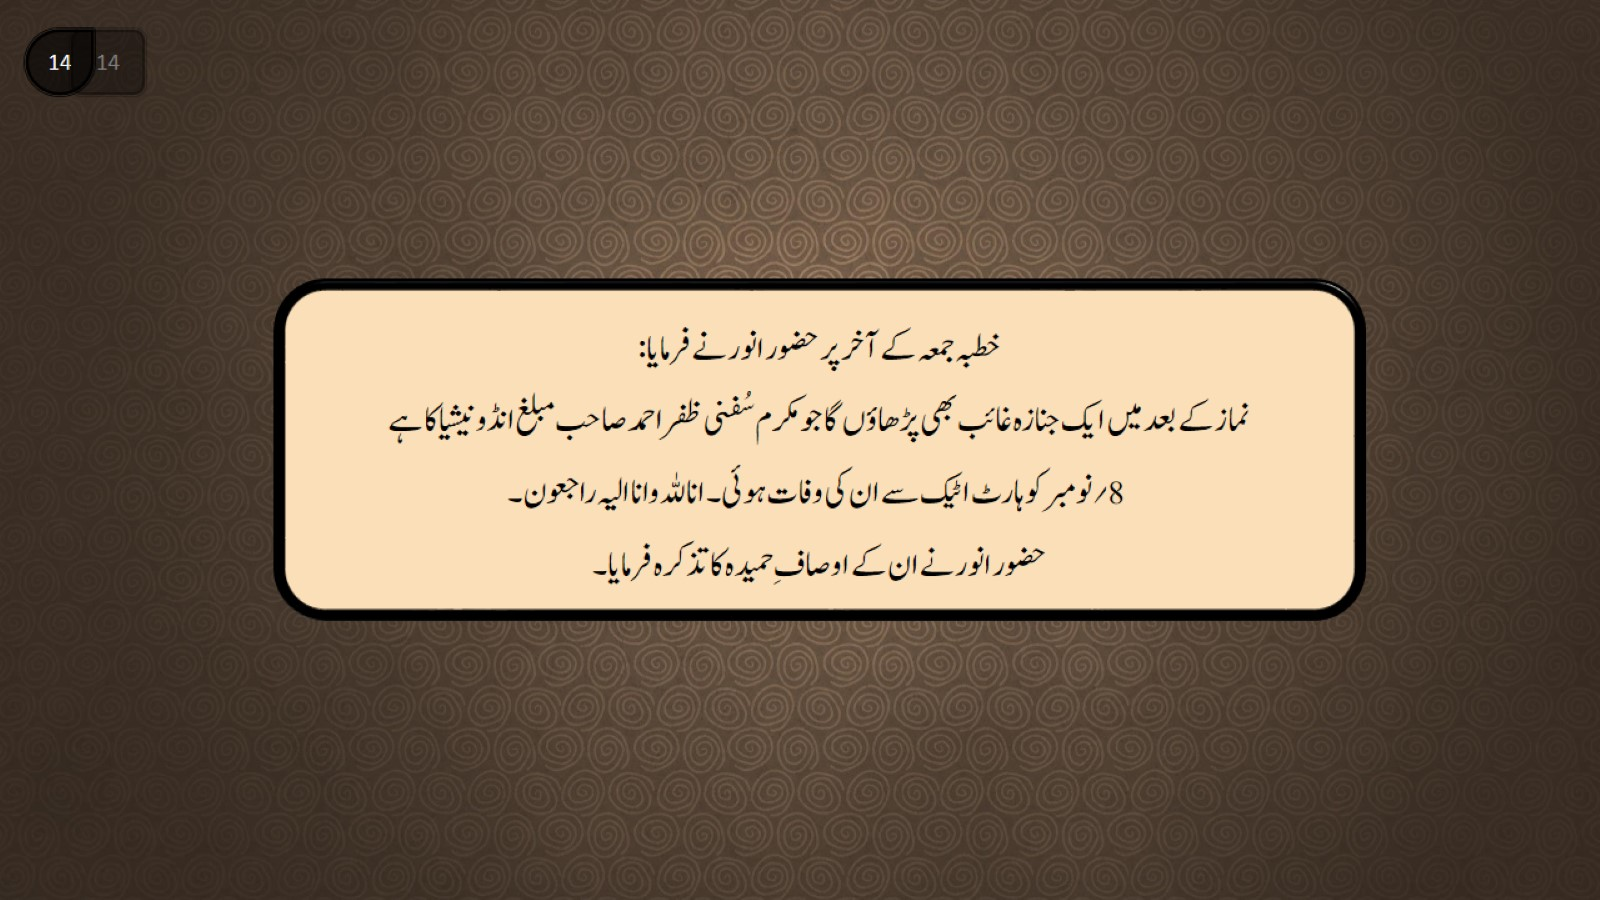 14 14
خطبہ جمعہ کے آخر پر حضور انور نے فرمایا:
نماز کے بعد میں ایک جنازہ غائب بھی پڑھاؤں گا جو مکرم سُفنی ظفر احمد صاحب مبلغ انڈونیشیا کا ہے
8؍نومبر کو ہارٹ اٹیک سے ان کی وفات ہوئی۔ اناللہ وانا الیہ راجعون۔
حضور انور نے ان کے اوصافِ حمیدہ کا تذکرہ فرمایا۔